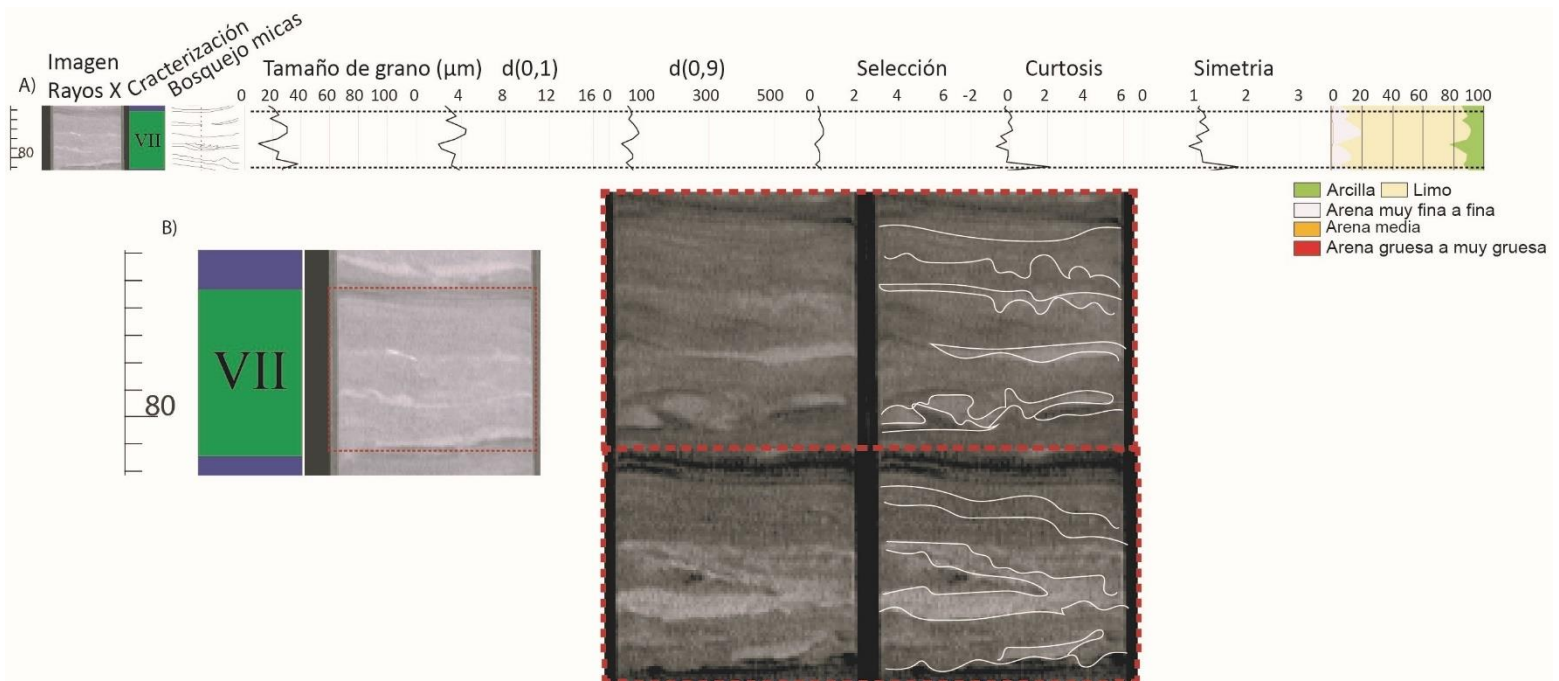 Imagen
Rayos X
Cracterización
Bosquejo micas
Tamaño de grano (µm)
d(0,1)
d(0,9)
Selección
Curtosis
Simetria
A)
0 20 40 60 80 100 0 4 8 12 16 0 100 300 500 0 2 4 6 -2 0 2 4 6 0 1 2 3 0 20 40 60 80 100
VII
80
Arcilla Limo
Arena muy fina a fina
Arena media
Arena gruesa a muy gruesa
B)
VII
80